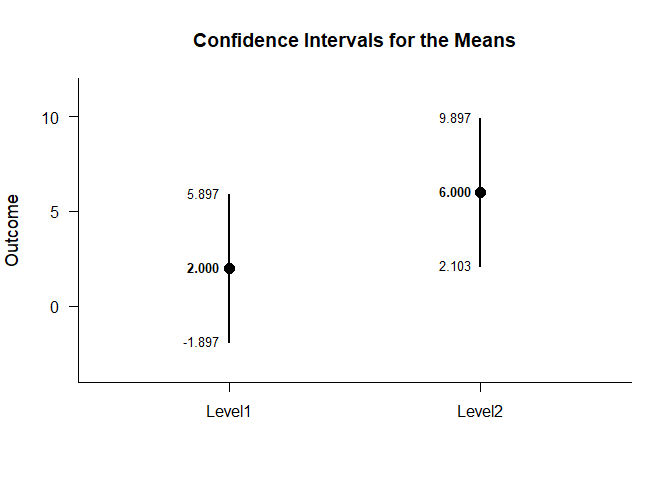 Confidence Intervals for the Means
Outcome
10
5
0
9.897
5.897
6.000
2.000
2.103
-1.897
Level1
Level2